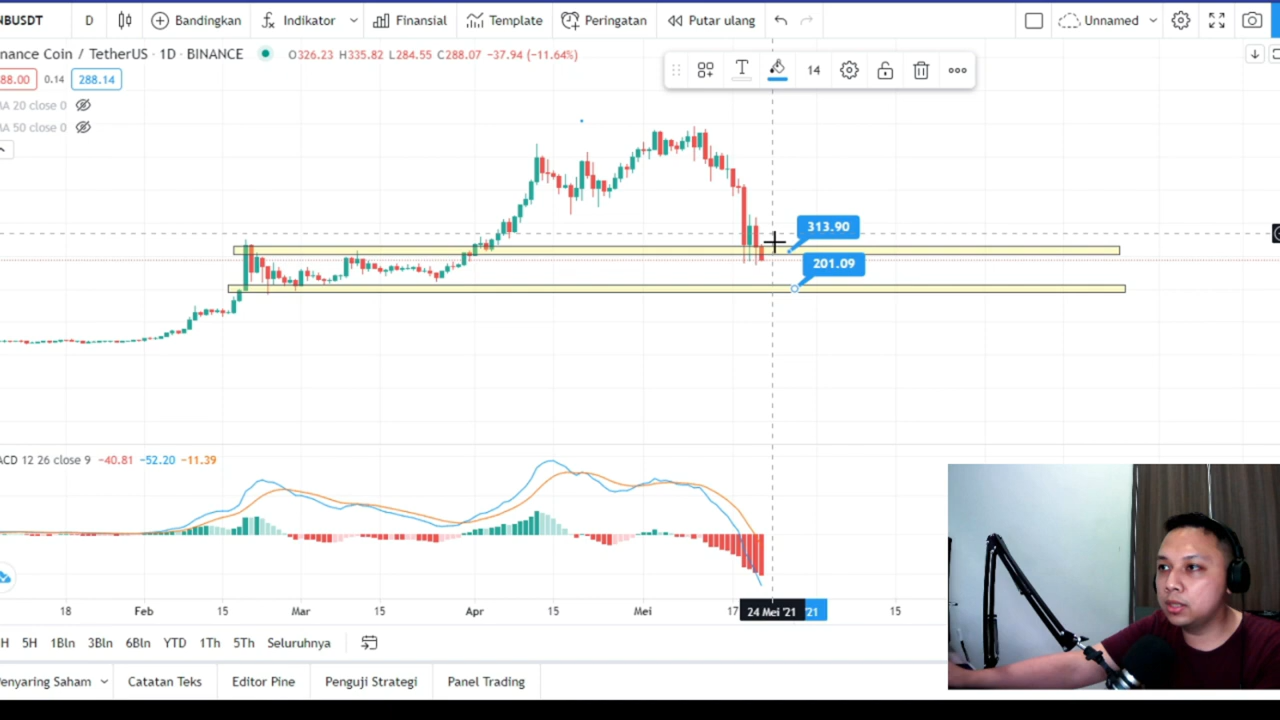 NBUSDT D Bandingkan Indikator Finansial Template Peringatan Putar ulang Unnamed
nance Coin / TetherUS · 1D · BINANCE O326.23 H335.82 L284.55 C288.07 −37.94 (−11.64%)
88.00 0.14 288.14
14
MA 20 close 0
MA 50 close 0
313.90
201.09
ACD 12 26 close 9 −40.81 −52.20 −11.39
18 Feb 15 Mar 15 Apr 15 Mei 17 24 Mei '21 '21 15
H 5H 1Bln 3Bln 6Bln YTD 1Th 5Th Seluruhnya
enyaring Saham Catatan Teks Editor Pine Penguji Strategi Panel Trading